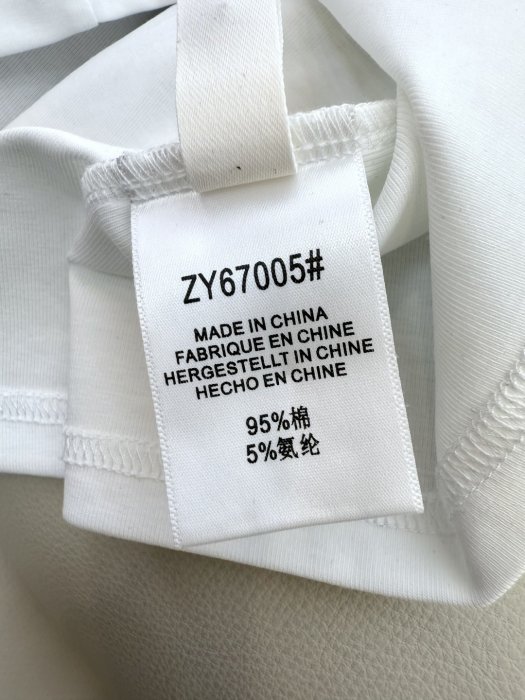 ZY67005#
MADE IN CHINA
FABRIQUE EN CHINE
HERGESTELLT IN CHINE
HECHO EN CHINE
95%棉
5%氨纶